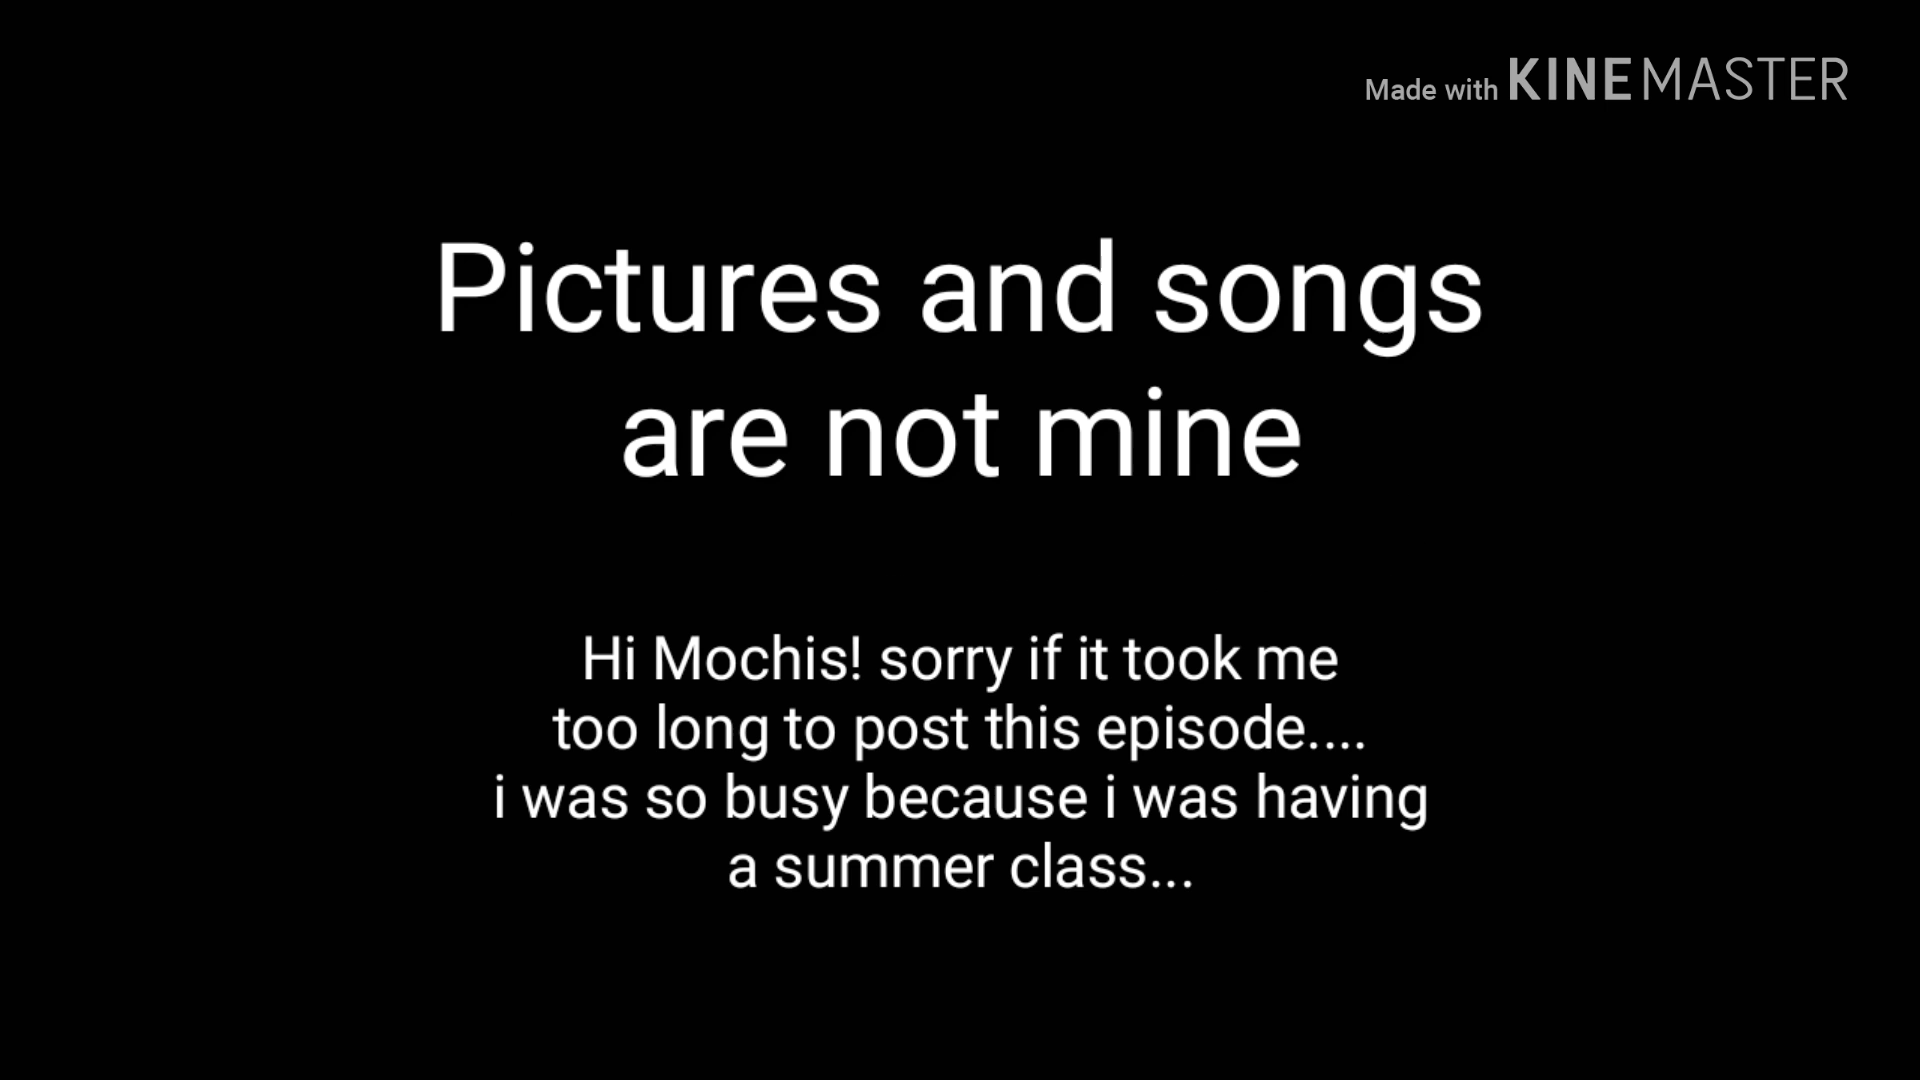 Made with KINEMASTER
Pictures and songs
are not mine
Hi Mochis! sorry if it took me
too long to post this episode....
i was so busy because i was having
a summer class...